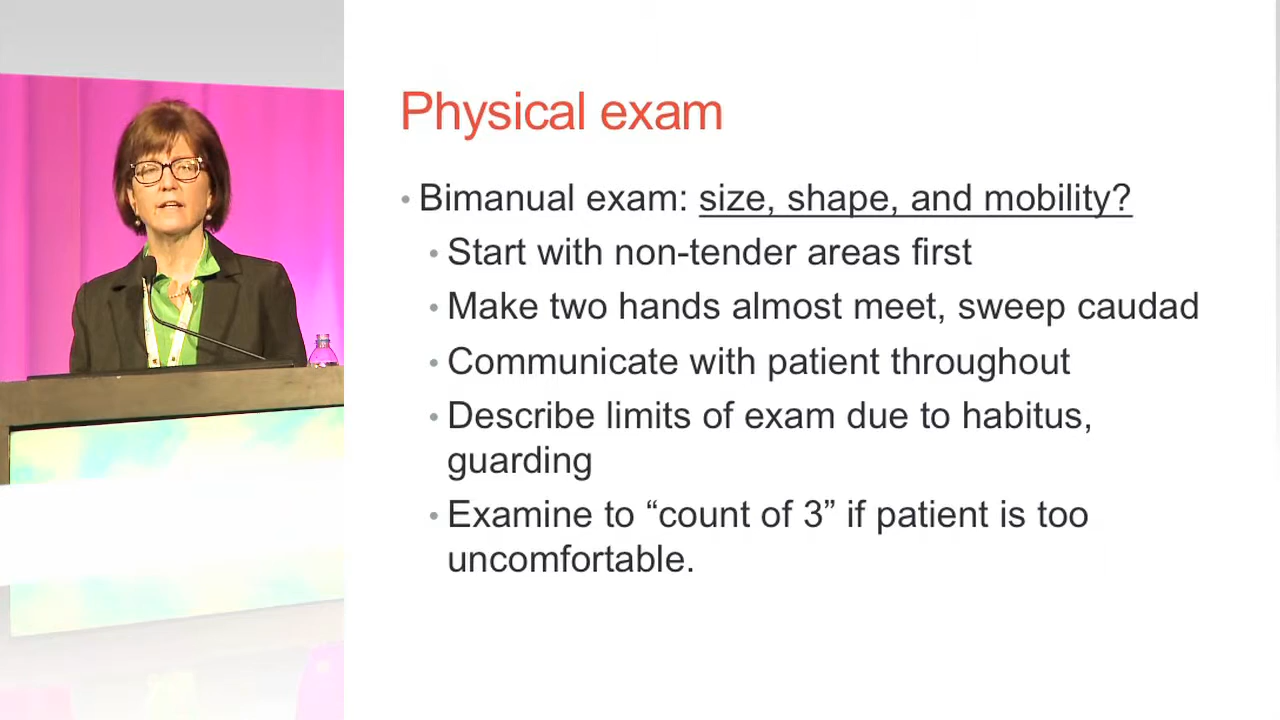 Physical exam
• Bimanual exam: size, shape, and mobility?
• Start with non-tender areas first
• Make two hands almost meet, sweep caudad
• Communicate with patient throughout
• Describe limits of exam due to habitus,
guarding
• Examine to “count of 3” if patient is too
uncomfortable.